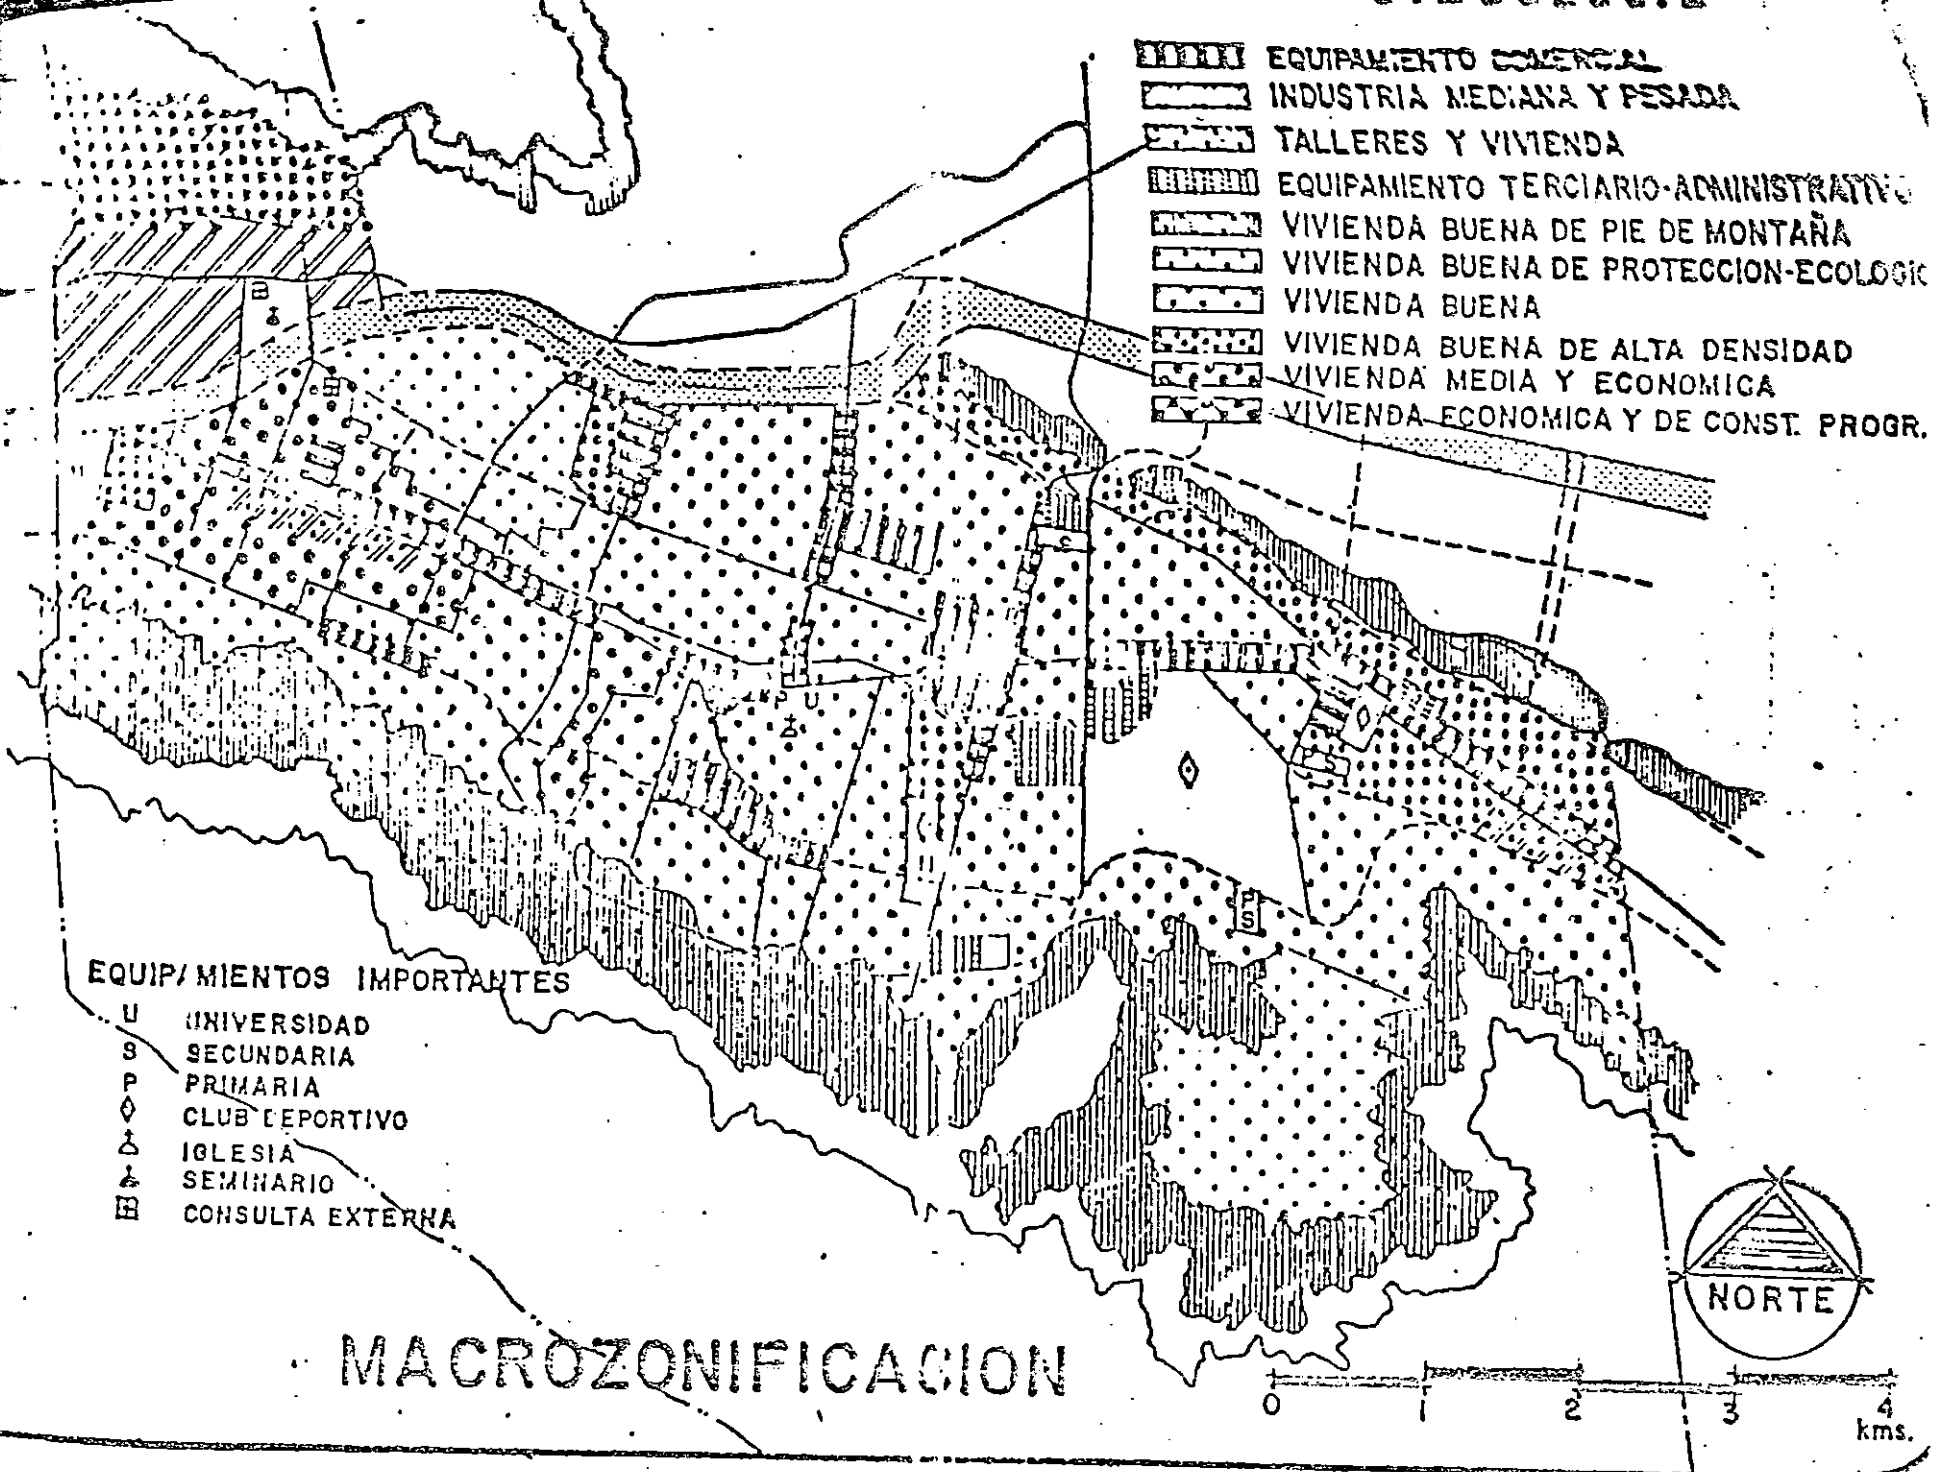 EQUIPAMIENTO COMERCIAL
INDUSTRIA MEDIANA Y PESADA
TALLERES Y VIVIENDA
EQUIPAMIENTO TERCIARIO-ADMINISTRATIVO
VIVIENDA BUENA DE PIE DE MONTAÑA
VIVIENDA BUENA DE PROTECCION-ECOLOGIC
VIVIENDA BUENA
VIVIENDA BUENA DE ALTA DENSIDAD
VIVIENDA MEDIA Y ECONOMICA
VIVIENDA ECONOMICA Y DE CONST. PROGR.
S
P U
P S
P
S
EQUIPAMIENTOS IMPORTANTES
U UNIVERSIDAD
S SECUNDARIA
P PRIMARIA
CLUB DEPORTIVO
IGLESIA
SEMINARIO
CONSULTA EXTERNA
NORTE
MACROZONIFICACION
0 1 2 3 4
kms.